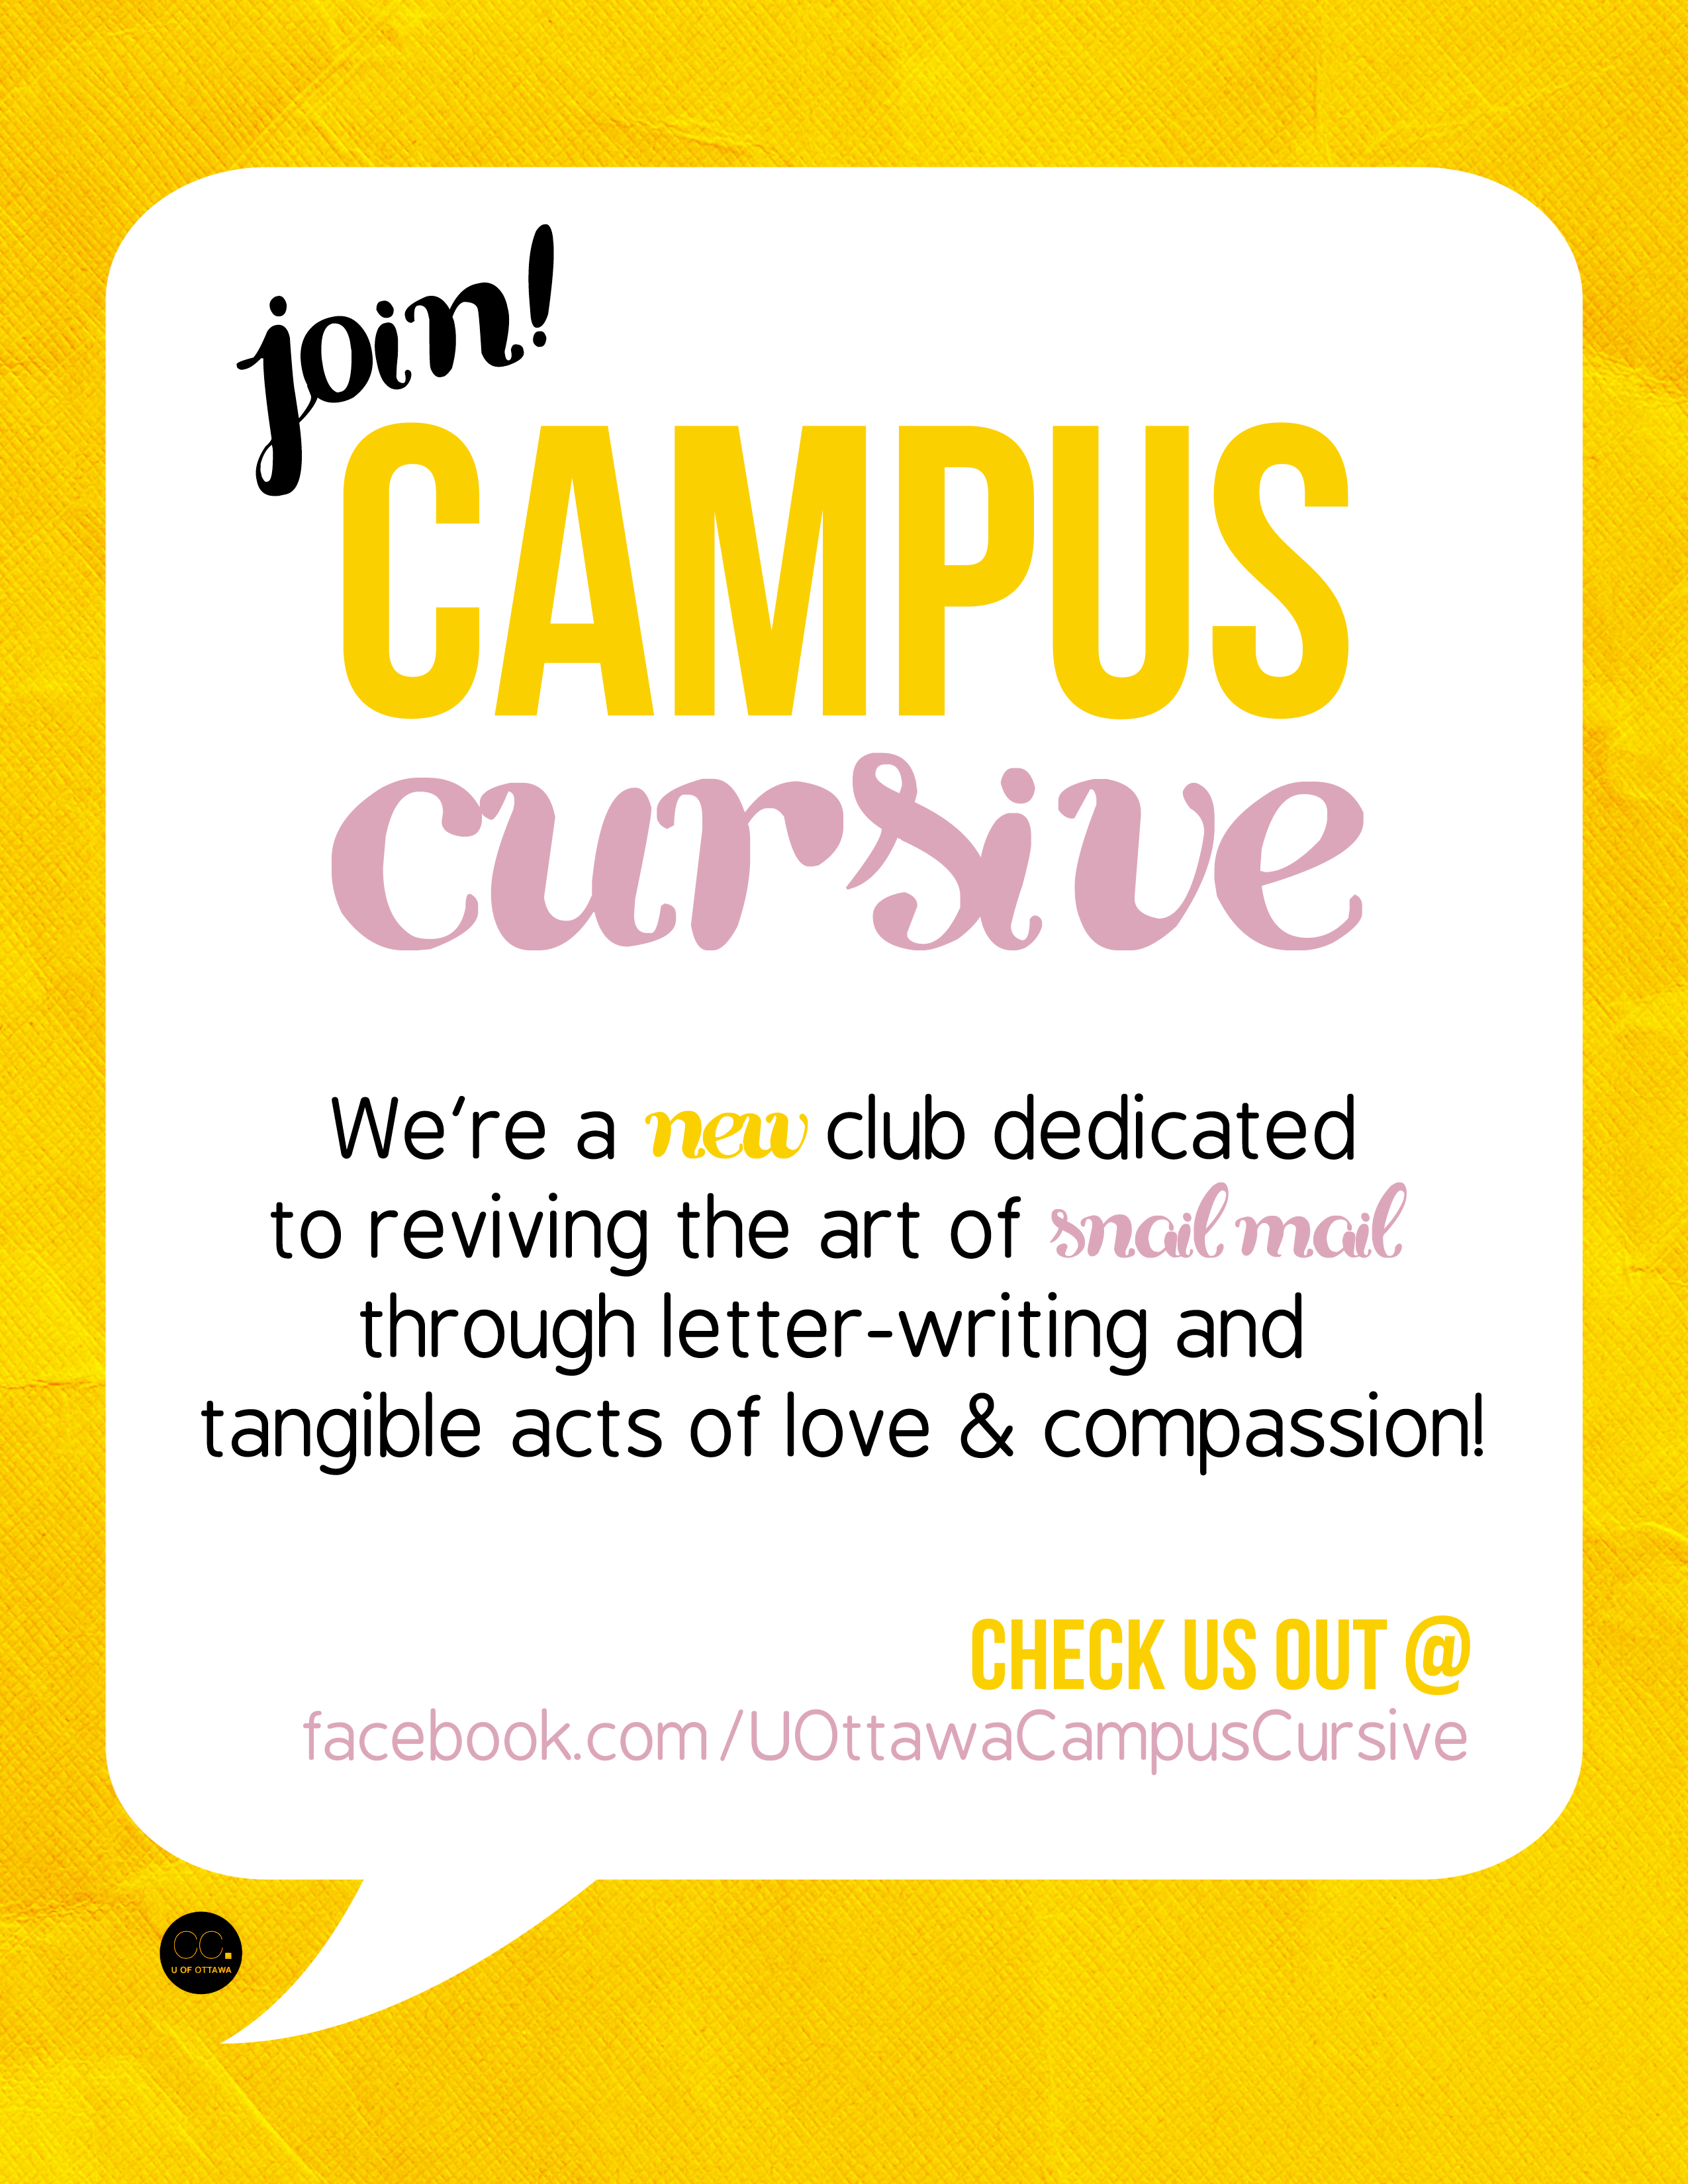 join!
CAMPUS
cursive
We're a new club dedicated
to reviving the art of snail mail
through letter-writing and
tangible acts of love & compassion!
CHECK US OUT @
facebook.com/UOttawaCampusCursive
CC.
U OF OTTAWA